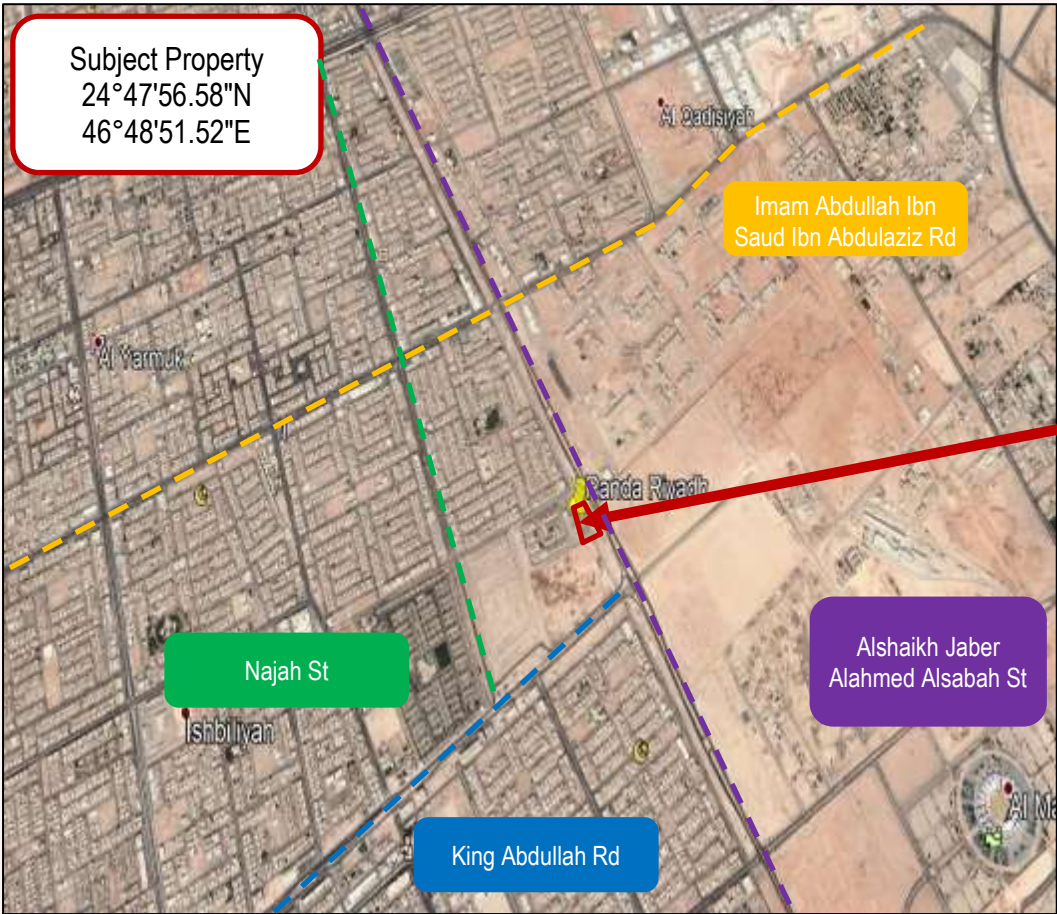 Subject Property
24°47'56.58"N
46°48'51.52"E
Al Qadisiyah
Imam Abdullah Ibn
Saud Ibn Abdulaziz Rd
Al Yarmuk
Panda Riyadh
Najah St
Alshaikh Jaber
Alahmed Alsabah St
Ishbiliyah
King Abdullah Rd